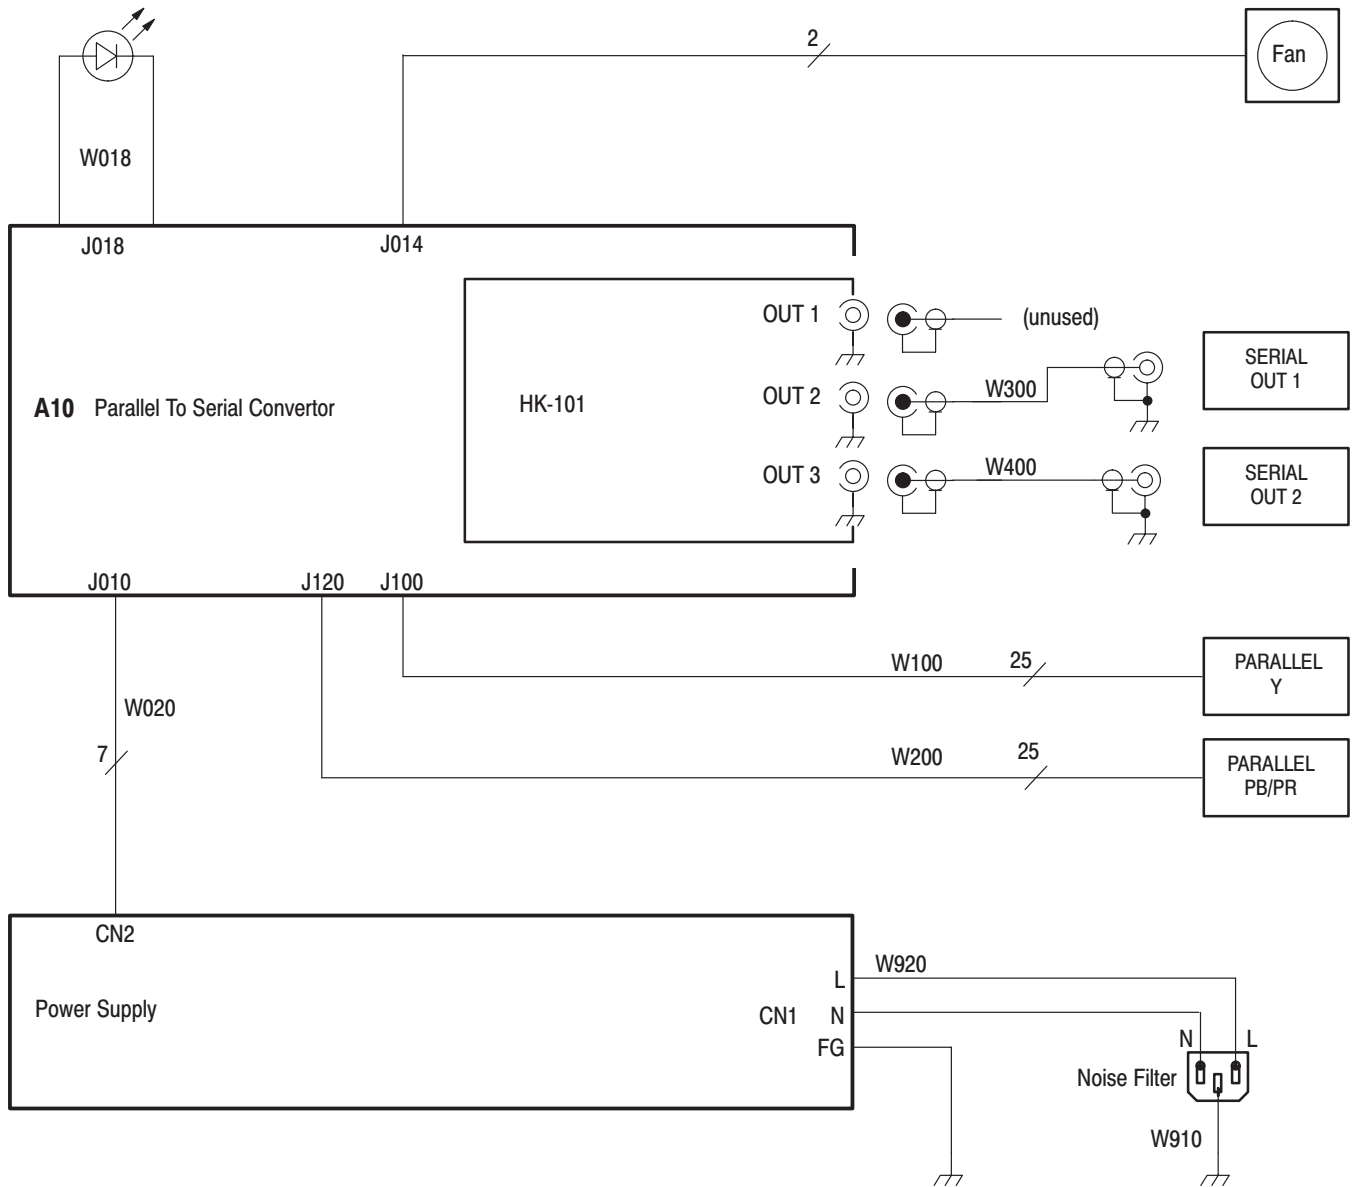 2
Fan
W018
J018
J014
OUT 1
(unused)
SERIAL
OUT 1
A10 Parallel To Serial Convertor
HK-101
OUT 2
W300
OUT 3
W400
SERIAL
OUT 2
J010
J120
J100
W100
25
PARALLEL
Y
W020
7
W200
25
PARALLEL
PB/PR
CN2
Power Supply
L
W920
CN1
N
FG
N
L
Noise Filter
W910